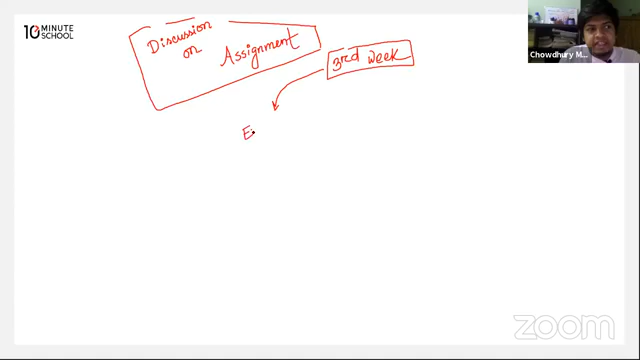 10 MINUTE
SCHOOL
Discussion
on
Assignment
3rd week
E
Chowdhury M...
zoom